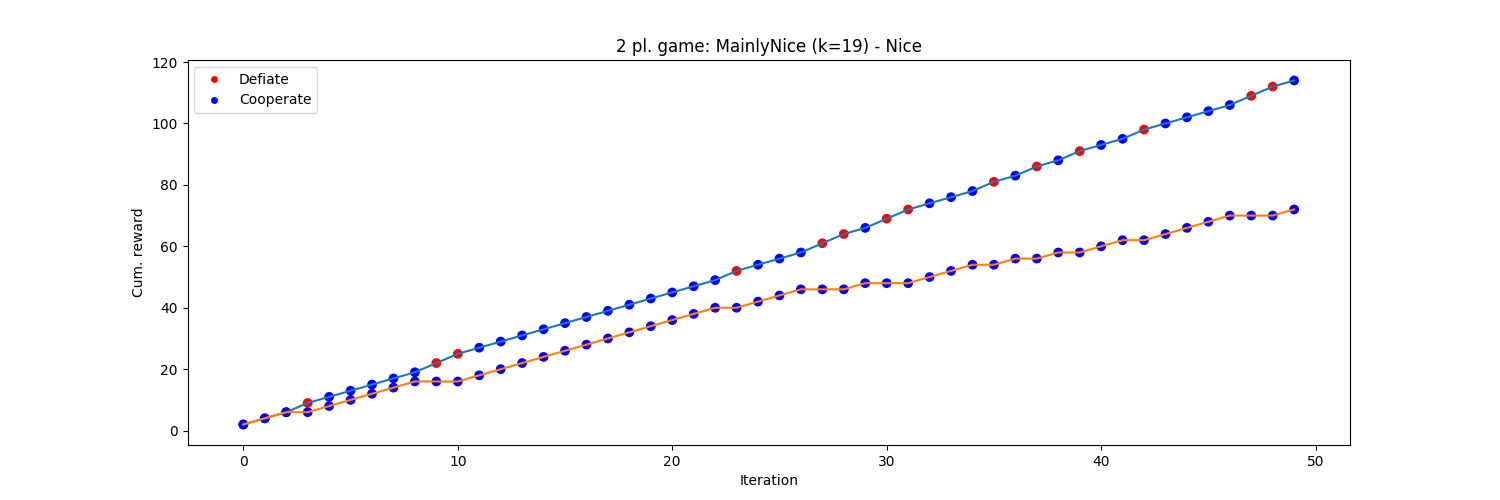 2 pl. game: MainlyNice (k=19) - Nice
Defiate
Cooperate
Cum. reward
120
100
80
60
40
20
0
0 10 20 30 40 50
Iteration